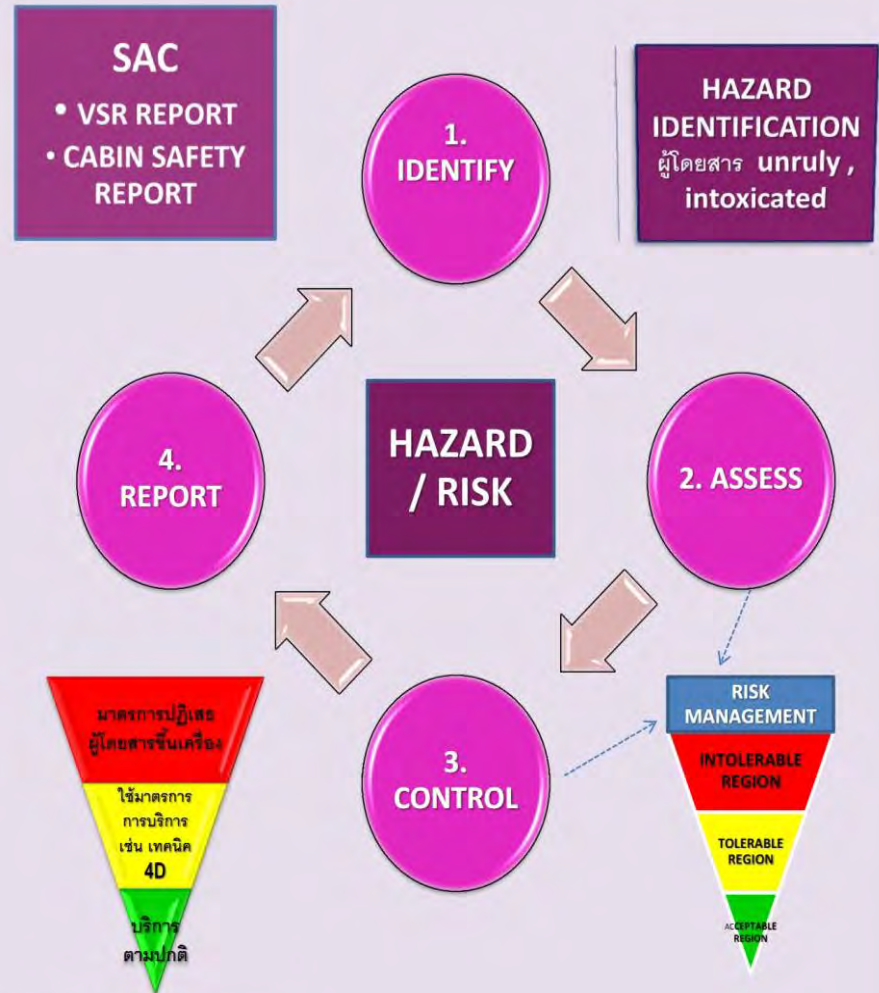 SAC
• VSR REPORT
• CABIN SAFETY
REPORT
1.
IDENTIFY
HAZARD
IDENTIFICATION
ผู้โดยสาร unruly ,
intoxicated
4.
REPORT
HAZARD
/ RISK
2. ASSESS
3.
CONTROL
มาตรการปฏิเสธ
ผู้โดยสารขึ้นเครื่อง
ใช้มาตรการ
การบริการ
เช่น เทคนิค
4D
บริการ
ตามปกติ
RISK
MANAGEMENT
INTOLERABLE
REGION
TOLERABLE
REGION
ACCEPTABLE
REGION